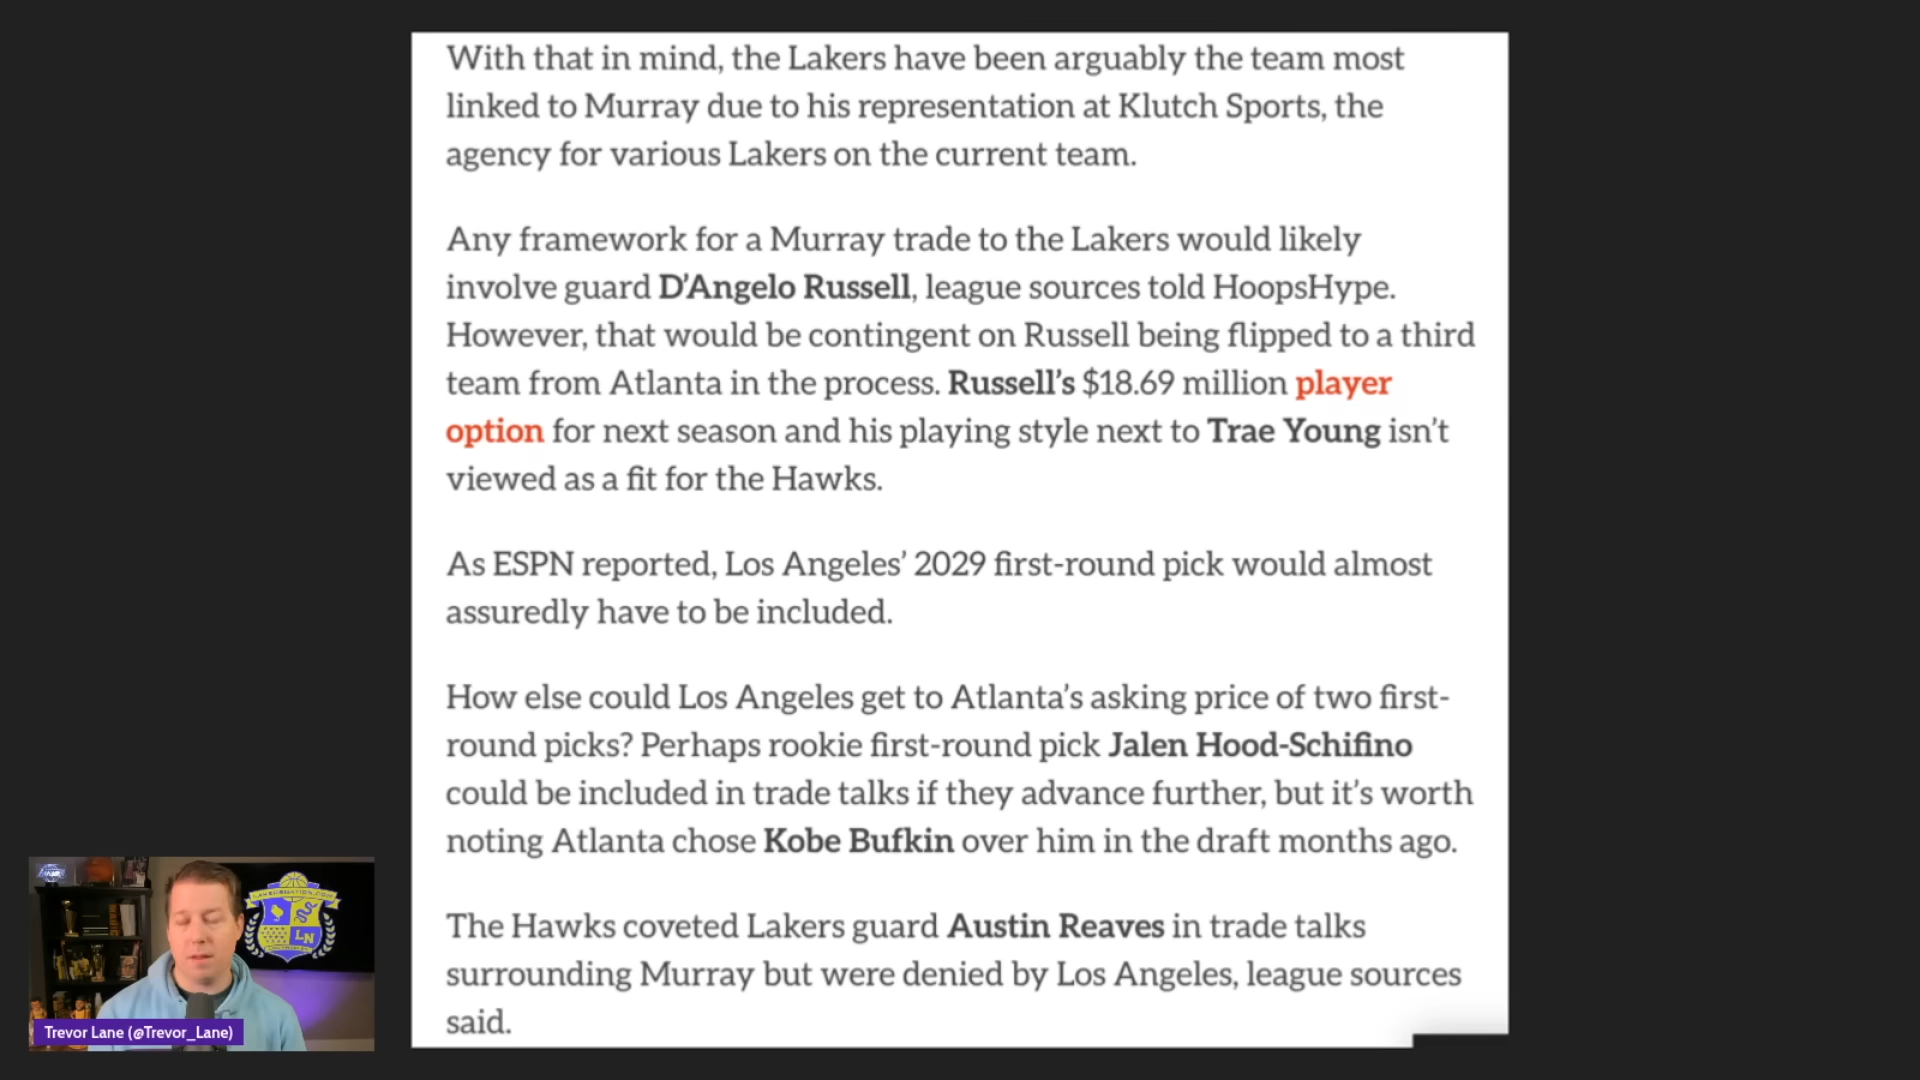 With that in mind, the Lakers have been arguably the team most
linked to Murray due to his representation at Klutch Sports, the
agency for various Lakers on the current team.
Any framework for a Murray trade to the Lakers would likely
involve guard D'Angelo Russell, league sources told HoopsHype.
However, that would be contingent on Russell being flipped to a third
team from Atlanta in the process. Russell's $18.69 million player
option for next season and his playing style next to Trae Young isn't
viewed as a fit for the Hawks.
As ESPN reported, Los Angeles' 2029 first-round pick would almost
assuredly have to be included.
How else could Los Angeles get to Atlanta's asking price of two first-
round picks? Perhaps rookie first-round pick Jalen Hood-Schifino
could be included in trade talks if they advance further, but it's worth
noting Atlanta chose Kobe Bufkin over him in the draft months ago.
The Hawks coveted Lakers guard Austin Reaves in trade talks
surrounding Murray but were denied by Los Angeles, league sources
said.
LN
Trevor Lane (@Trevor_Lane)